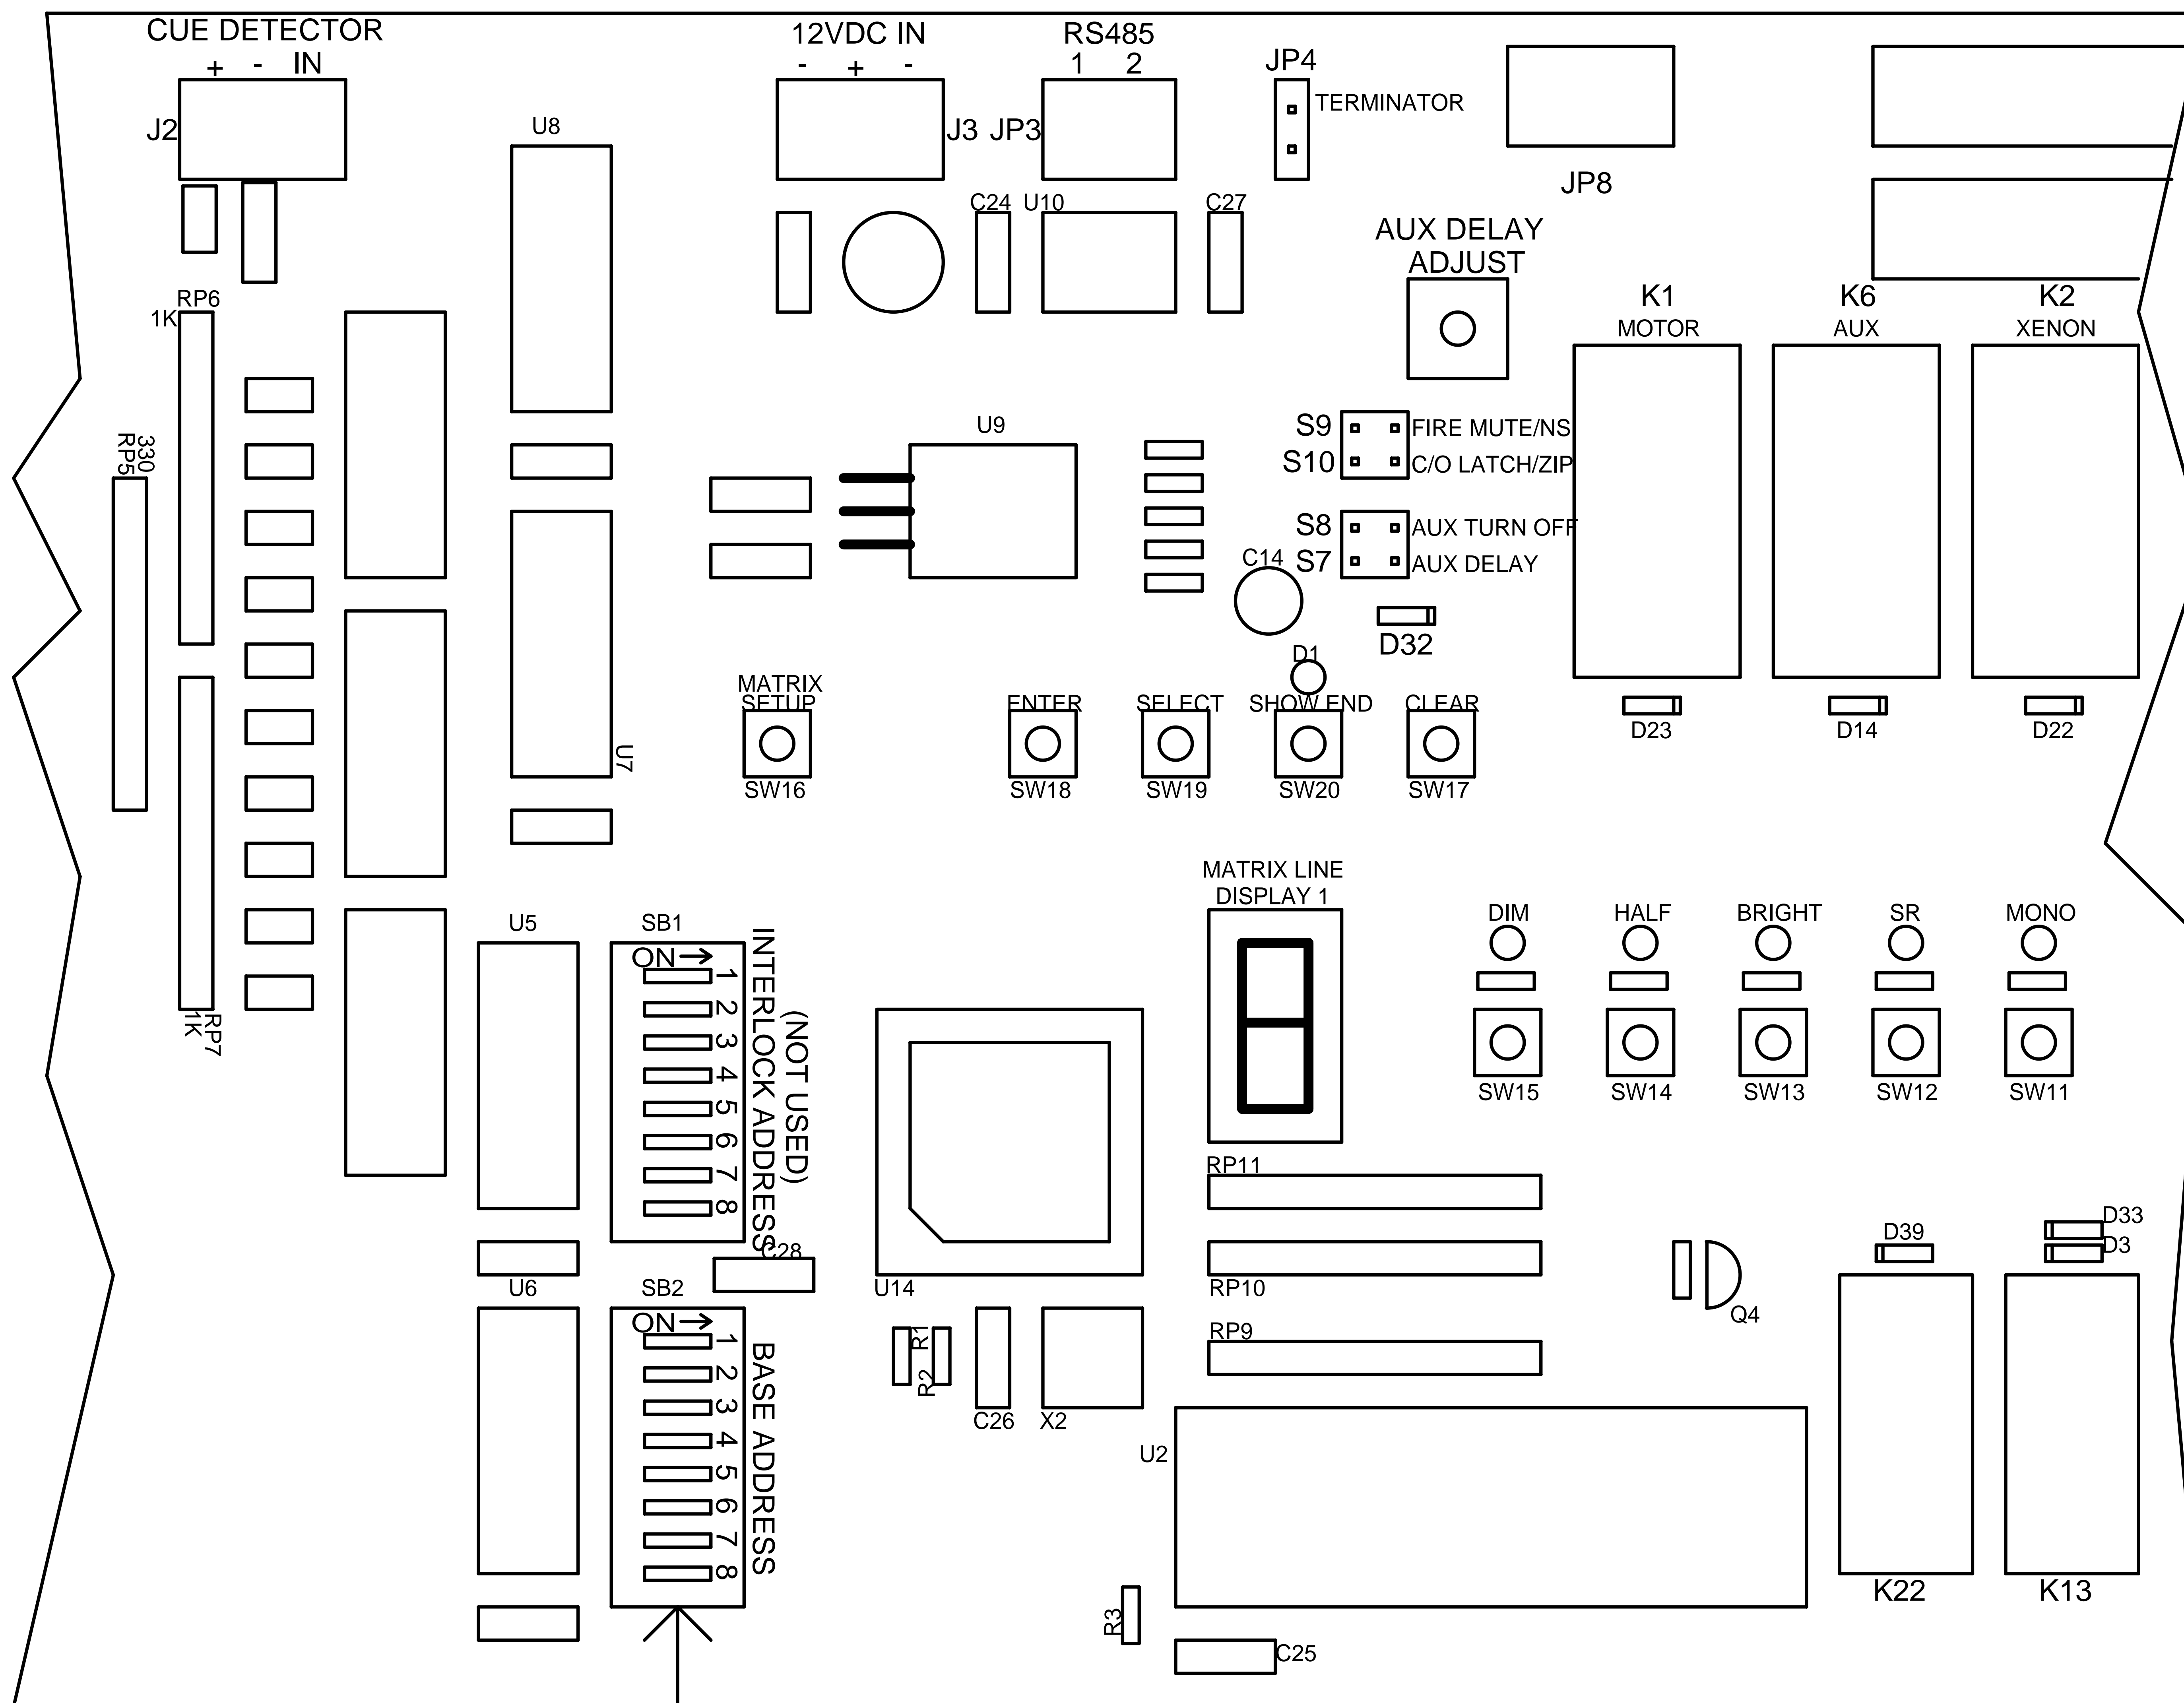 CUE DETECTOR
+ - IN
J2
12VDC IN
- + -
J3
RS485
1 2
JP3
JP4
TERMINATOR
JP8
U8
C24
U10
C27
AUX DELAY
ADJUST
K1
MOTOR
K6
AUX
K2
XENON
RP6
1K
330
RP5
U9
S9 FIRE MUTE/NS
S10 C/O LATCH/ZIP
S8 AUX TURN OFF
S7 AUX DELAY
C14
D32
D1
D23
D14
D22
U7
MATRIX
SETUP
SW16
ENTER
SW18
SELECT
SW19
SHOW END
SW20
CLEAR
SW17
MATRIX LINE
DISPLAY 1
DIM
HALF
BRIGHT
SR
MONO
SW15
SW14
SW13
SW12
SW11
RP7
1K
U5
SB1
ON
1
2
3
4
5
6
7
8
(NOT USED)
INTERLOCK ADDRESS
C28
U14
RP11
RP10
RP9
D39
D33
D3
Q4
U6
SB2
ON
1
2
3
4
5
6
7
8
BASE ADDRESS
R1
R2
C26
X2
U2
R3
C25
K22
K13